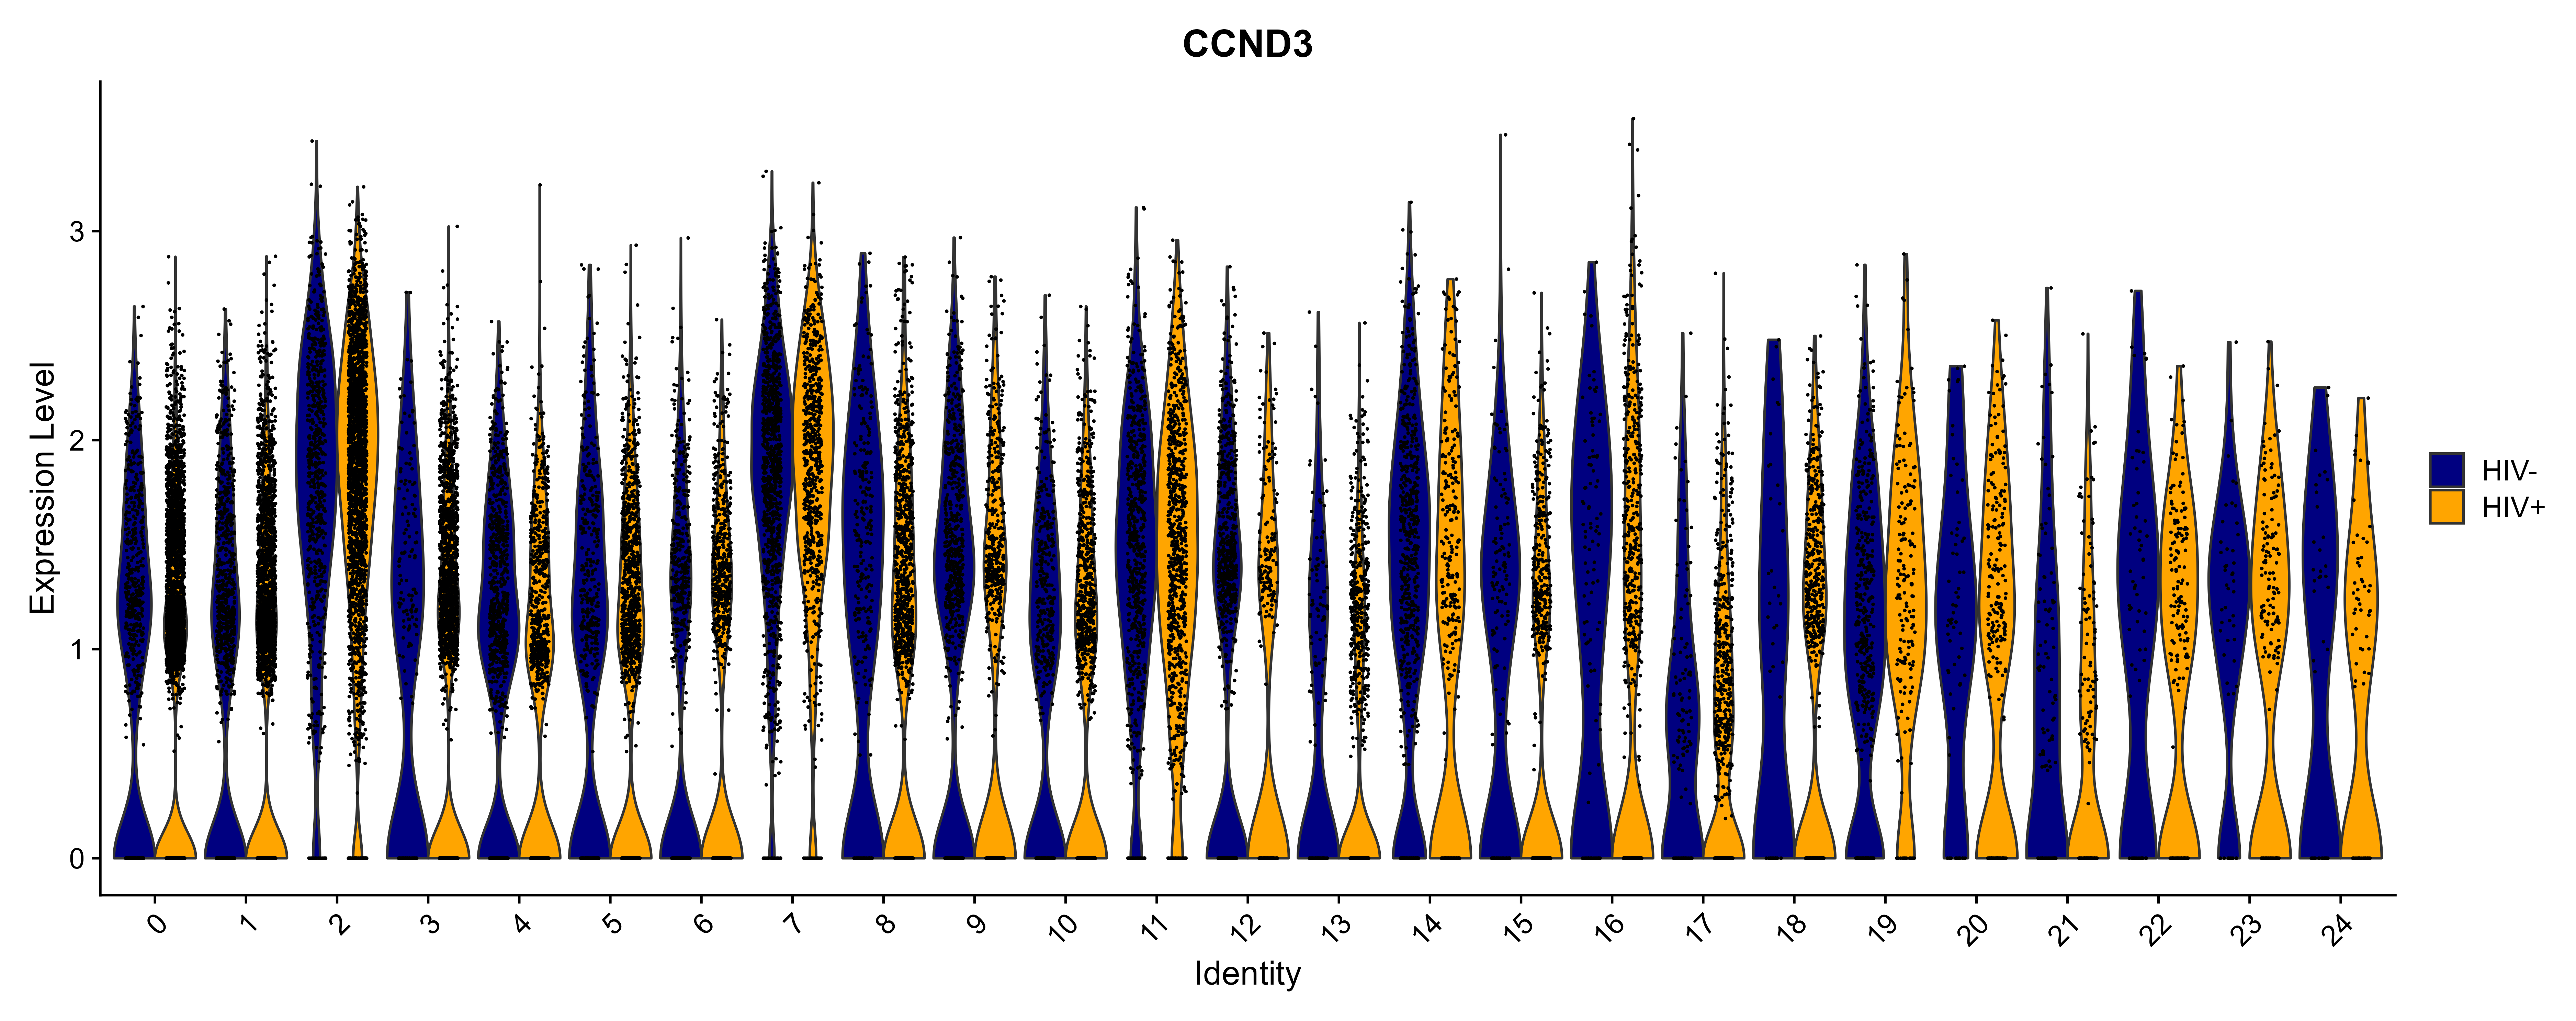 CCND3
Expression Level
3
2
1
0
0 1 2 3 4 5 6 7 8 9 10 11 12 13 14 15 16 17 18 19 20 21 22 23 24
Identity
HIV-
HIV+